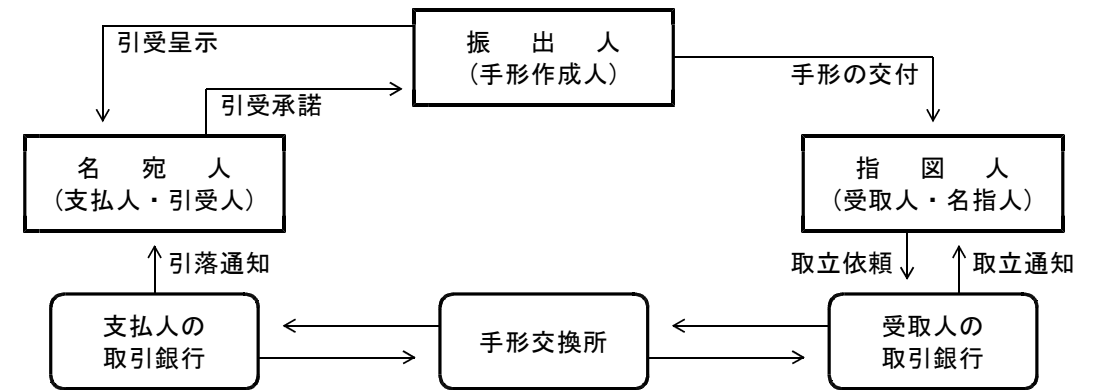 引受呈示
振　出　人
（手形作成人）
手形の交付
引受承諾
名　宛　人
（支払人・引受人）
指　図　人
（受取人・名指人）
引落通知
取立依頼
取立通知
支払人の
取引銀行
手形交換所
受取人の
取引銀行